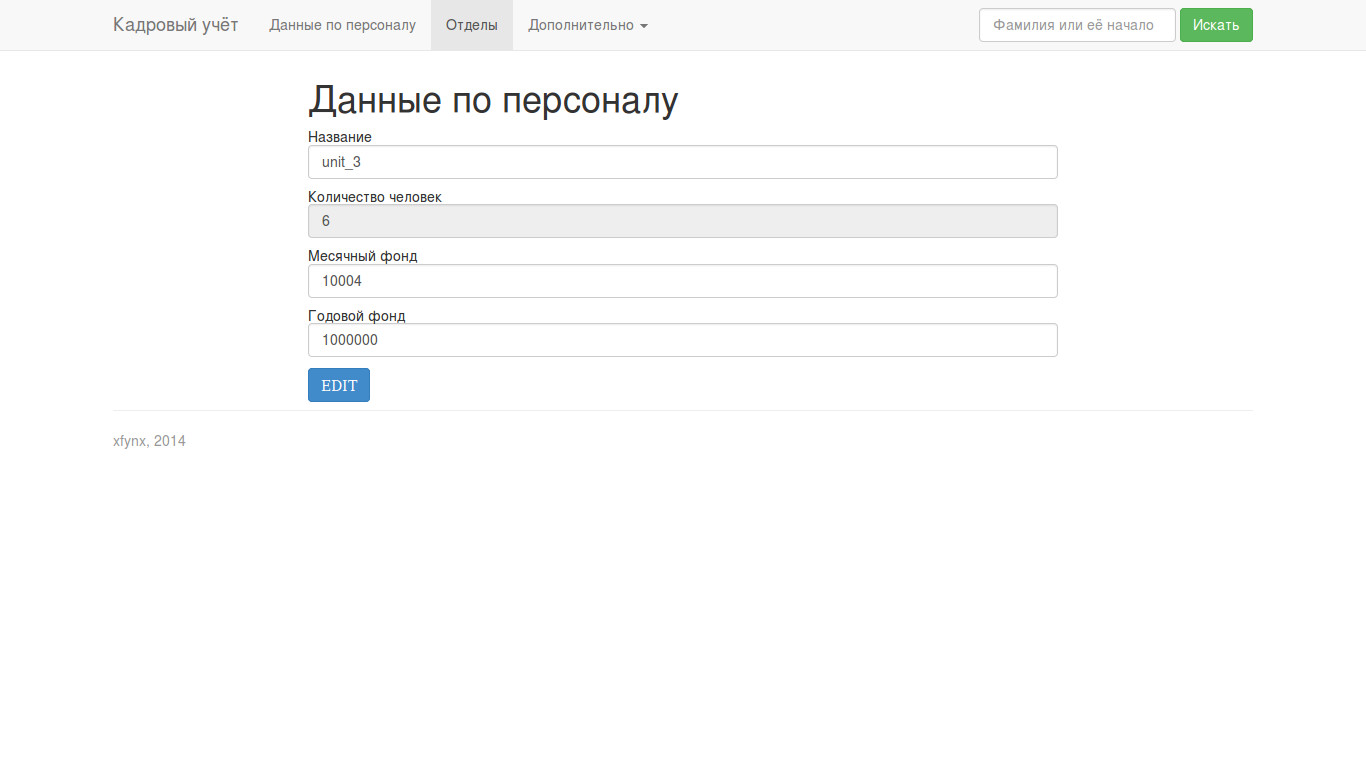 Кадровый учёт Данные по персоналу Отделы Дополнительно Фамилия или её начало Искать
Данные по персоналу
Название
unit_3
Количество человек
6
Месячный фонд
10004
Годовой фонд
1000000
EDIT
xfynx, 2014